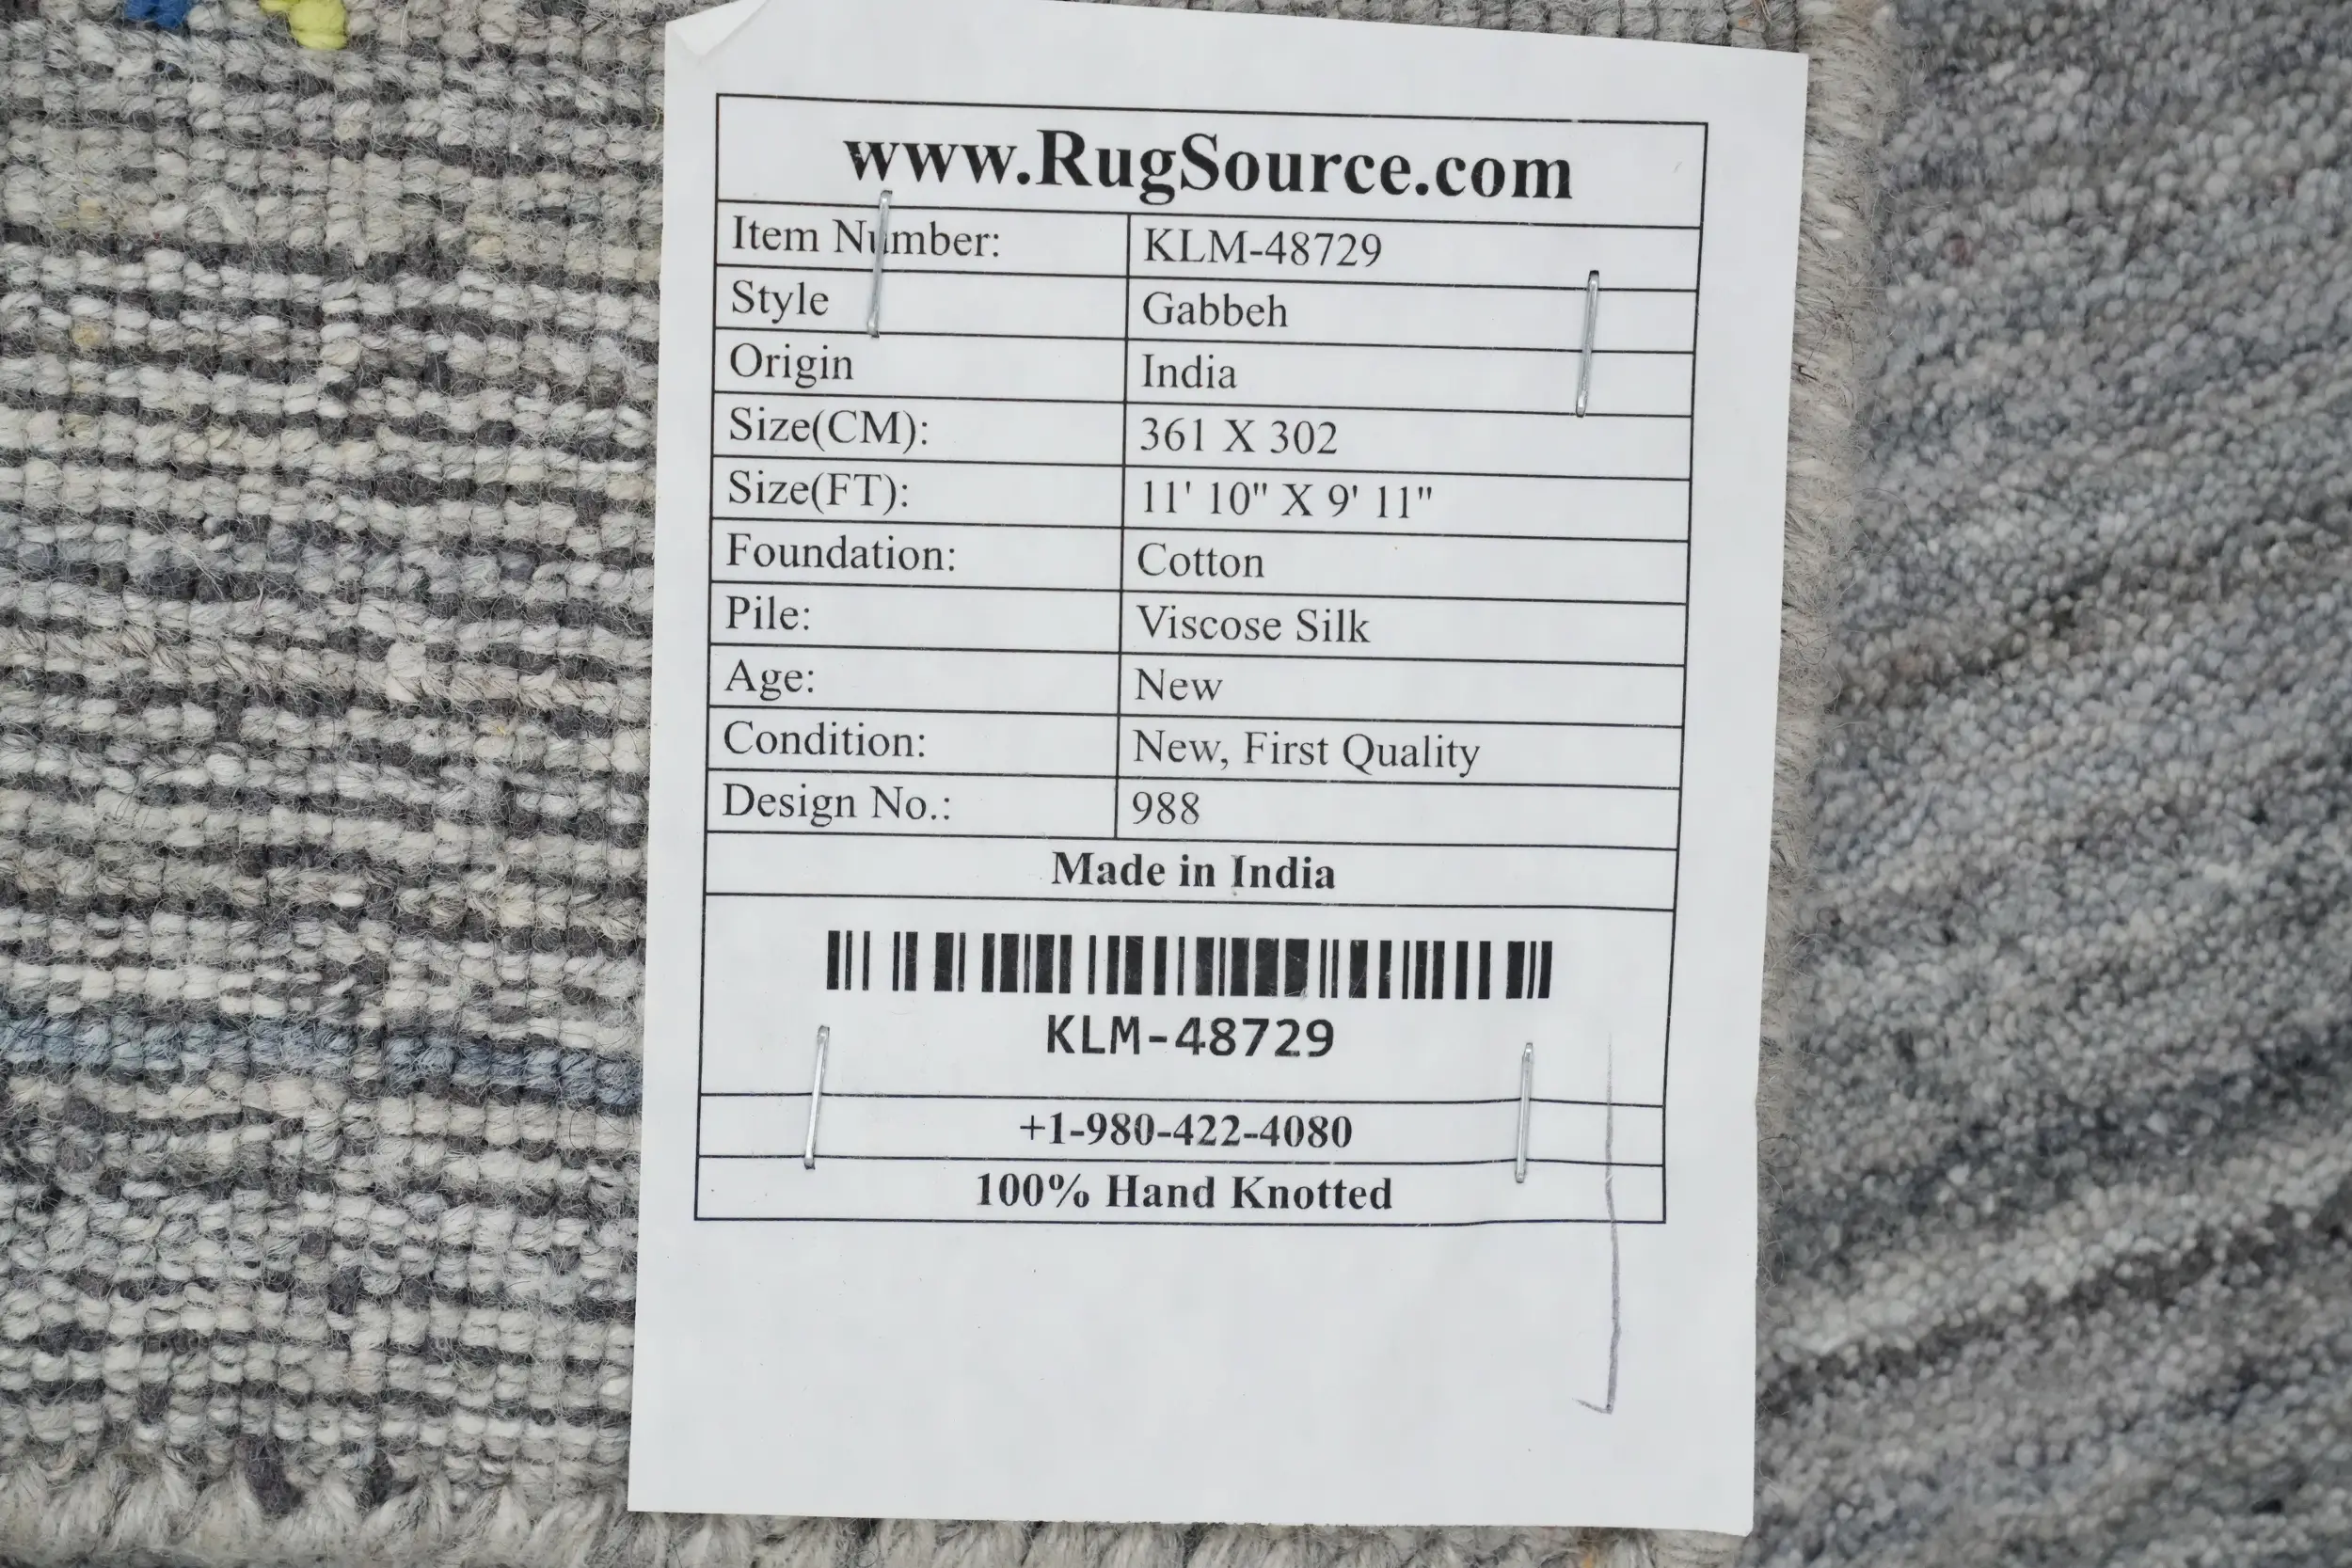 www.RugSource.com
Item Number: KLM-48729
Style Gabbeh
Origin India
Size(CM): 361 X 302
Size(FT): 11' 10" X 9' 11"
Foundation: Cotton
Pile: Viscose Silk
Age: New
Condition: New, First Quality
Design No.: 988
Made in India
KLM-48729
+1-980-422-4080
100% Hand Knotted